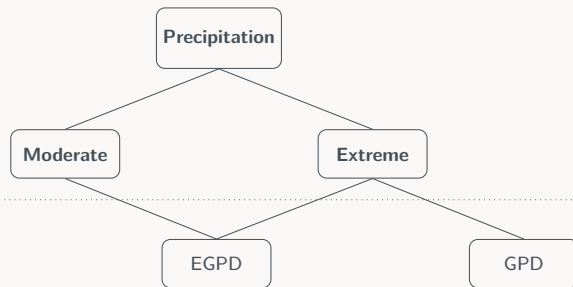 Precipitation
Moderate
Extreme
EGPD
GPD